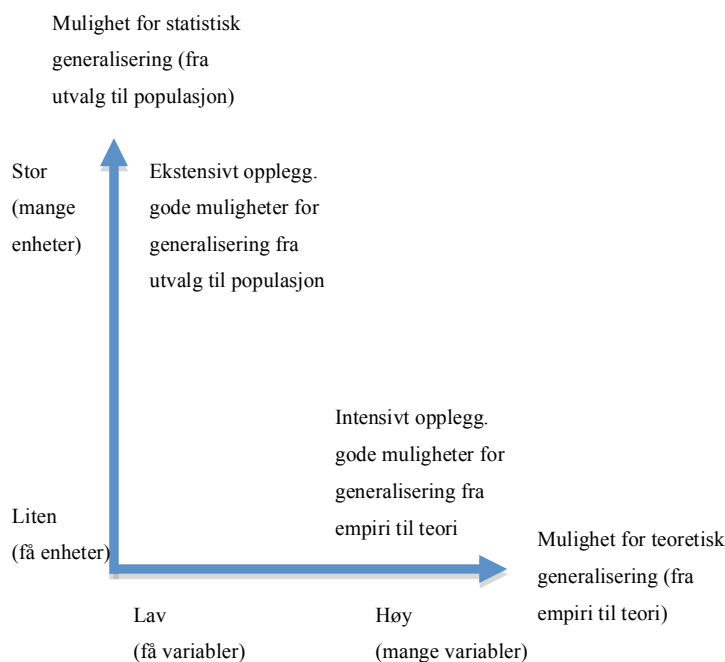 Mulighet for statistisk
generalisering (fra
utvalg til populasjon)
Stor
(mange
enheter)
Ekstensivt opplegg.
gode muligheter for
generalisering fra
utvalg til populasjon
Intensivt opplegg.
gode muligheter for
generalisering fra
empiri til teori
Liten
(få enheter)
Mulighet for teoretisk
generalisering (fra
empiri til teori)
Lav
(få variabler)
Høy
(mange variabler)